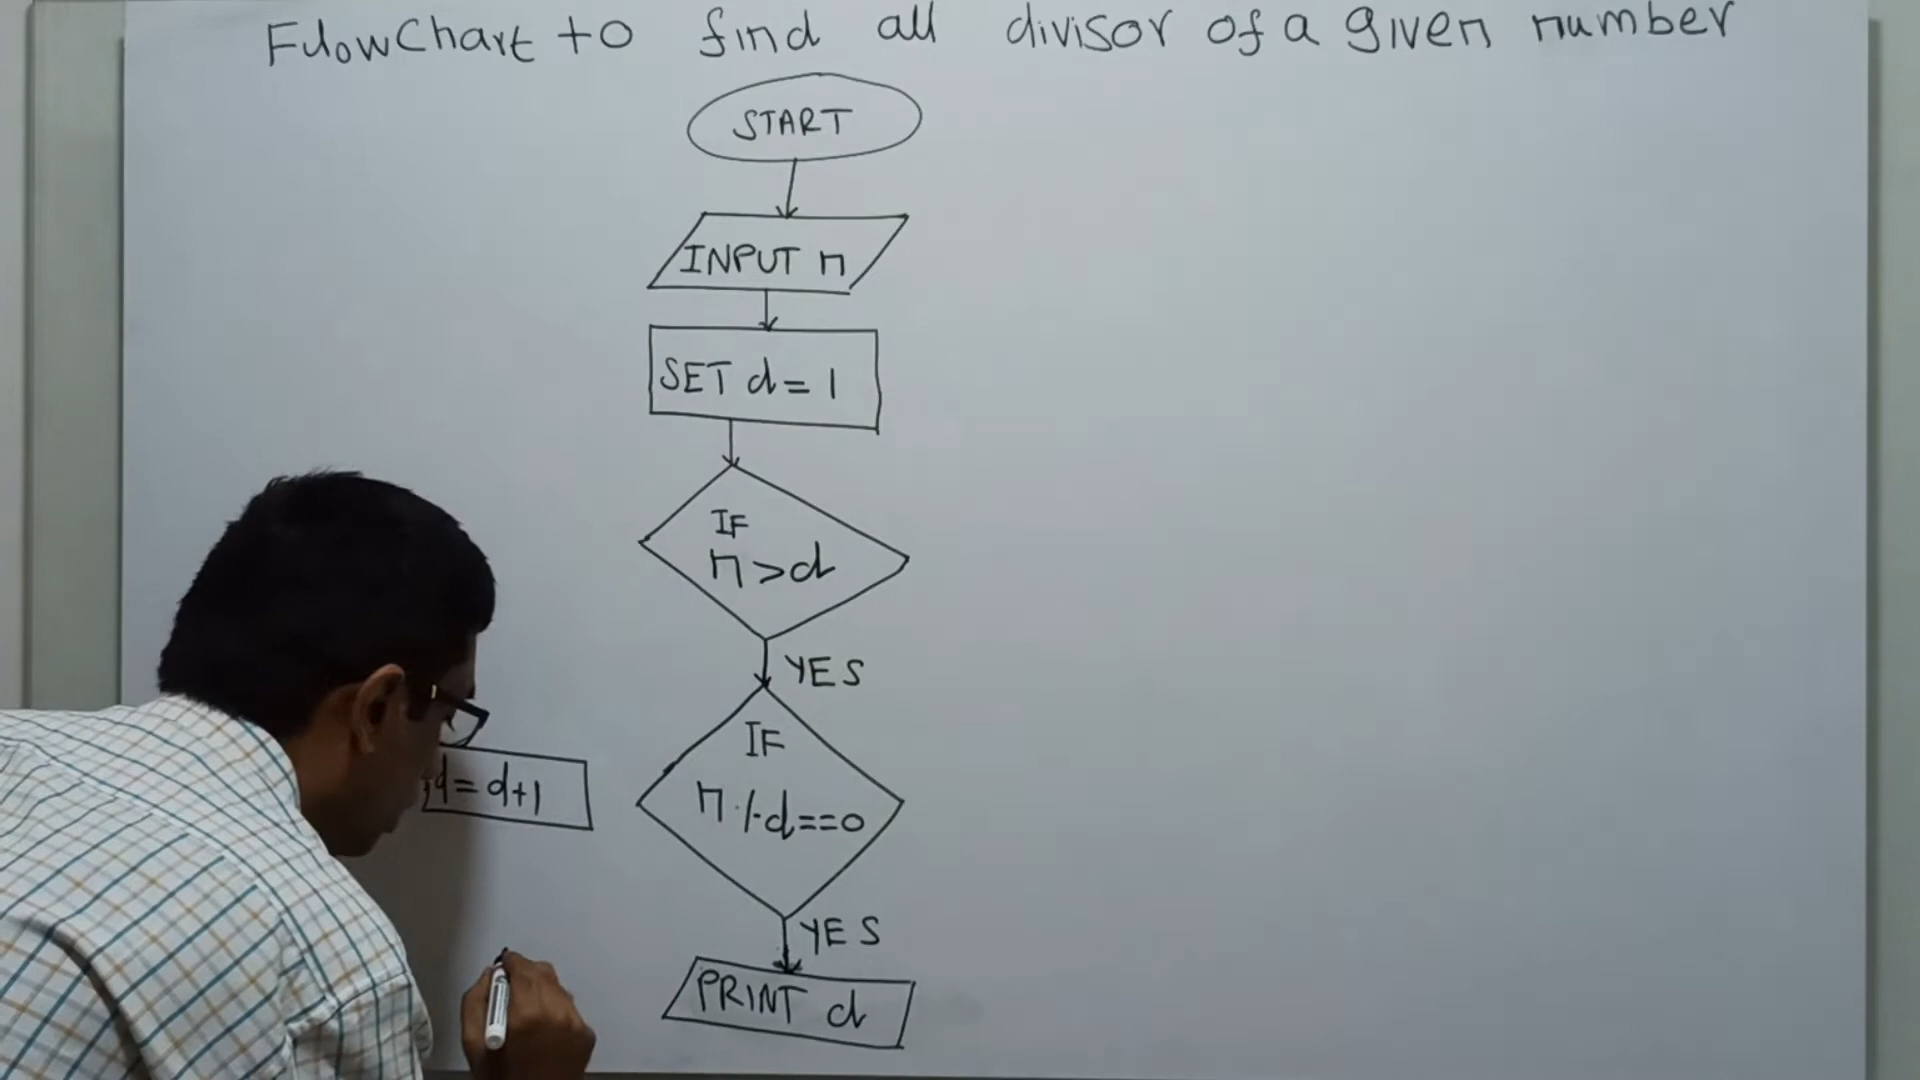 FlowChart to find all divisor of a given number
START
INPUT n
SET d = 1
IF
n > d
YES
IF
n % d == 0
d = d+1
YES
PRINT d